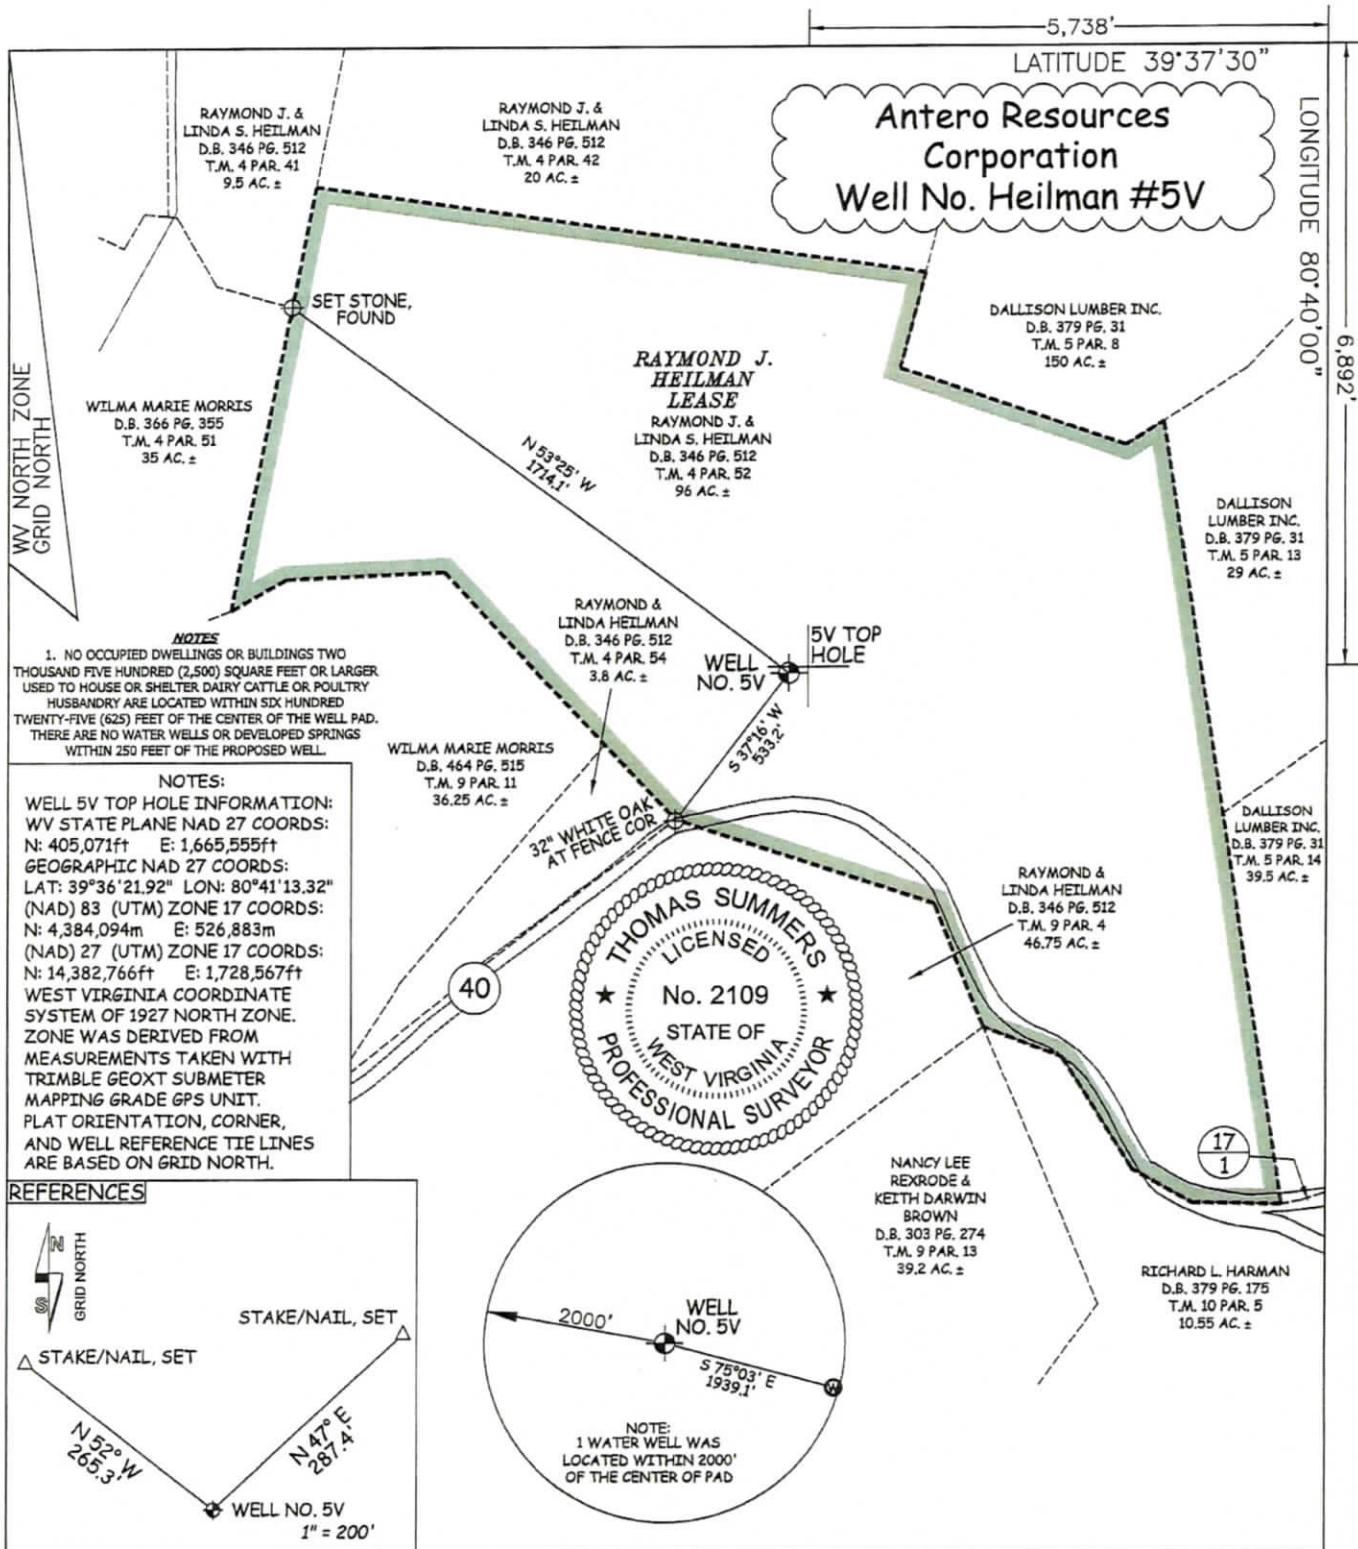 5,738'
LATITUDE 39°37'30"
LONGITUDE 80°40'00"
6,892'
Antero Resources
Corporation
Well No. Heilman #5V
RAYMOND J. &
LINDA S. HEILMAN
D.B. 346 PG. 512
T.M. 4 PAR. 41
9.5 AC. ±
RAYMOND J. &
LINDA S. HEILMAN
D.B. 346 PG. 512
T.M. 4 PAR. 42
20 AC. ±
SET STONE,
FOUND
DALLISON LUMBER INC.
D.B. 379 PG. 31
T.M. 5 PAR. 8
150 AC. ±
WV NORTH ZONE
GRID NORTH
WILMA MARIE MORRIS
D.B. 366 PG. 355
T.M. 4 PAR. 51
35 AC. ±
RAYMOND J.
HEILMAN
LEASE
RAYMOND J. &
LINDA S. HEILMAN
D.B. 346 PG. 512
T.M. 4 PAR. 52
96 AC. ±
N 53°25' W
1714.1'
DALLISON
LUMBER INC.
D.B. 379 PG. 31
T.M. 5 PAR. 13
29 AC. ±
RAYMOND &
LINDA HEILMAN
D.B. 346 PG. 512
T.M. 4 PAR. 54
3.8 AC. ±
5V TOP
HOLE
WELL
NO. 5V
S 37°16' W
533.2'
NOTES
1. NO OCCUPIED DWELLINGS OR BUILDINGS TWO
THOUSAND FIVE HUNDRED (2,500) SQUARE FEET OR LARGER
USED TO HOUSE OR SHELTER DAIRY CATTLE OR POULTRY
HUSBANDRY ARE LOCATED WITHIN SIX HUNDRED
TWENTY-FIVE (625) FEET OF THE CENTER OF THE WELL PAD.
THERE ARE NO WATER WELLS OR DEVELOPED SPRINGS
WITHIN 250 FEET OF THE PROPOSED WELL.
WILMA MARIE MORRIS
D.B. 464 PG. 515
T.M. 9 PAR. 11
36.25 AC. ±
32" WHITE OAK
AT FENCE COR
DALLISON
LUMBER INC.
D.B. 379 PG. 31
T.M. 5 PAR. 14
39.5 AC. ±
RAYMOND &
LINDA HEILMAN
D.B. 346 PG. 512
T.M. 9 PAR. 4
46.75 AC. ±
NOTES:
WELL 5V TOP HOLE INFORMATION:
WV STATE PLANE NAD 27 COORDS:
N: 405,071ft E: 1,665,555ft
GEOGRAPHIC NAD 27 COORDS:
LAT: 39°36'21.92" LON: 80°41'13.32"
(NAD) 83 (UTM) ZONE 17 COORDS:
N: 4,384,094m E: 526,883m
(NAD) 27 (UTM) ZONE 17 COORDS:
N: 14,382,766ft E: 1,728,567ft
WEST VIRGINIA COORDINATE
SYSTEM OF 1927 NORTH ZONE.
ZONE WAS DERIVED FROM
MEASUREMENTS TAKEN WITH
TRIMBLE GEOXT SUBMETER
MAPPING GRADE GPS UNIT.
PLAT ORIENTATION, CORNER,
AND WELL REFERENCE TIE LINES
ARE BASED ON GRID NORTH.
40
THOMAS SUMMERS
LICENSED
No. 2109
STATE OF
WEST VIRGINIA
PROFESSIONAL SURVEYOR
17
1
NANCY LEE
REXRODE &
KEITH DARWIN
BROWN
D.B. 303 PG. 274
T.M. 9 PAR. 13
39.2 AC. ±
RICHARD L. HARMAN
D.B. 379 PG. 175
T.M. 10 PAR. 5
10.55 AC. ±
REFERENCES
N
S
GRID NORTH
STAKE/NAIL, SET
STAKE/NAIL, SET
N 52° W
265.3'
N 47° E
287.4'
WELL NO. 5V
1" = 200'
2000'
WELL
NO. 5V
S 75°03' E
1939.1'
W
NOTE:
1 WATER WELL WAS
LOCATED WITHIN 2000'
OF THE CENTER OF PAD